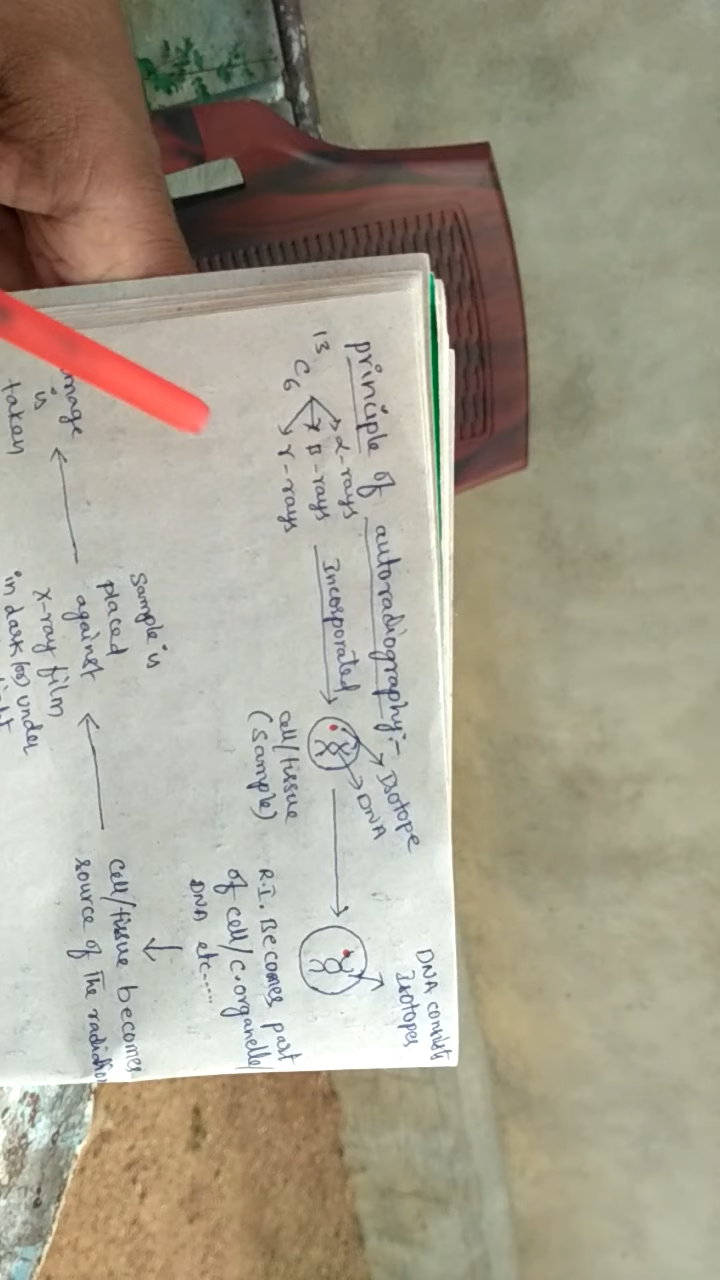 principle of autoradiography:-
13
C6
α-rays
β-rays
γ-rays
Incorporated
Isotope
DNA
cell/tissue
(sample)
DNA consist
Isotopes
R.I. Becomes part
of cell/c.organelle/
DNA etc.....
cell/tissue becomes
source of The radiation
Sample is
placed
against
x-ray film
in dark (or) under
is
taken